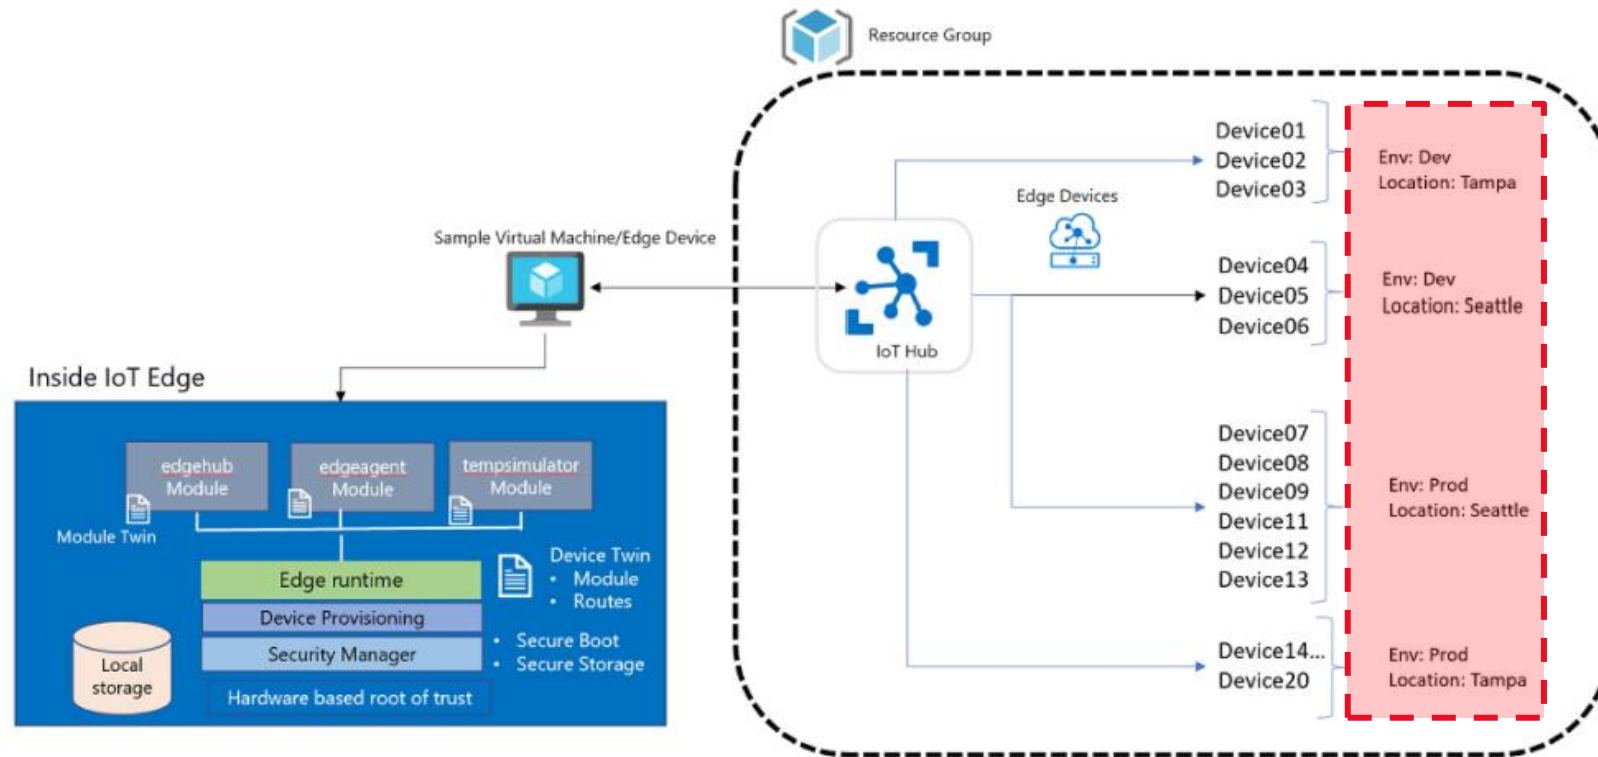 Resource Group
Device01
Device02
Device03
Env: Dev
Location: Tampa
Edge Devices
Sample Virtual Machine/Edge Device
Device04
Device05
Device06
Env: Dev
Location: Seattle
IoT Hub
Inside IoT Edge
edgehub
Module
edgeagent
Module
tempsimulator
Module
Module Twin
Device Twin
• Module
• Routes
Edge runtime
Device Provisioning
Security Manager
• Secure Boot
• Secure Storage
Local
storage
Hardware based root of trust
Device07
Device08
Device09
Device11
Device12
Device13
Env: Prod
Location: Seattle
Device14...
Device20
Env: Prod
Location: Tampa